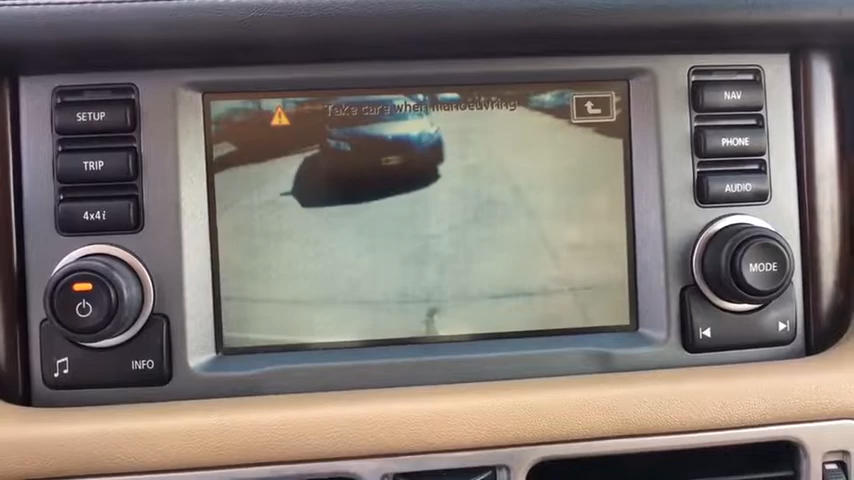 Take care when manoeuvring
SETUP
TRIP
4x4i
INFO
NAV
PHONE
AUDIO
MODE